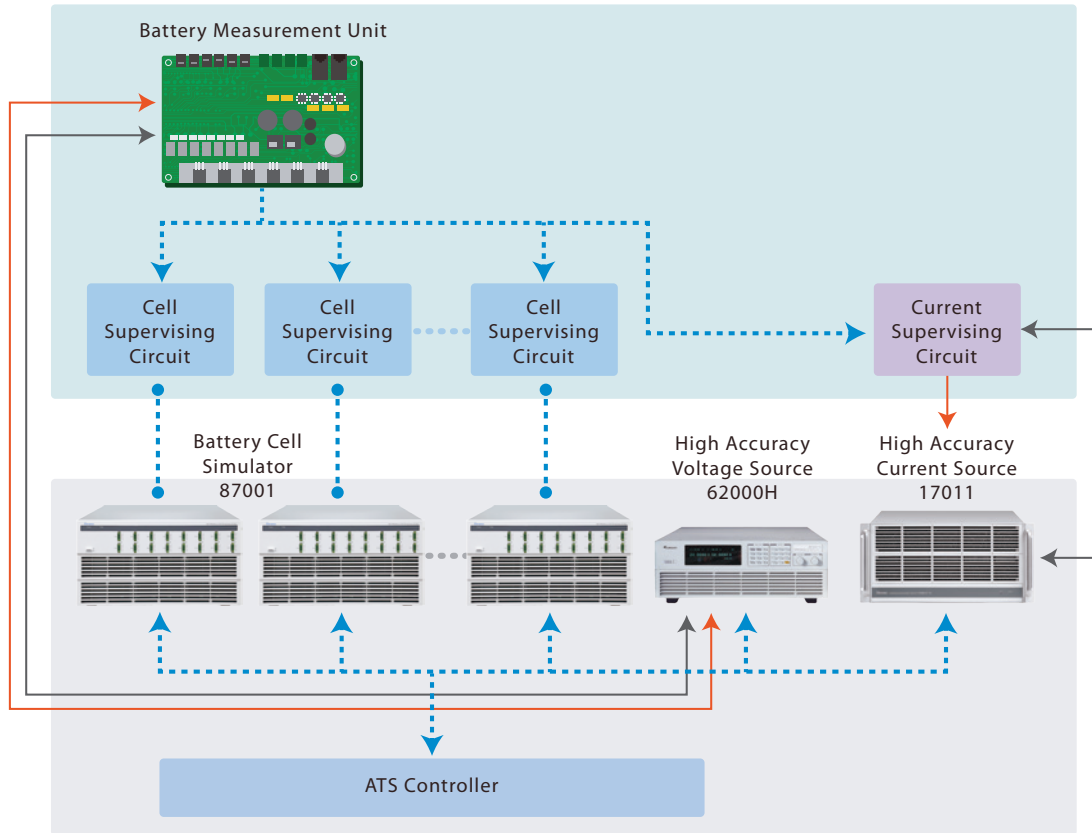 Battery Measurement Unit
Cell
Supervising
Circuit
Cell
Supervising
Circuit
Cell
Supervising
Circuit
Current
Supervising
Circuit
Battery Cell
Simulator
87001
High Accuracy
Voltage Source
62000H
High Accuracy
Current Source
17011
ATS Controller